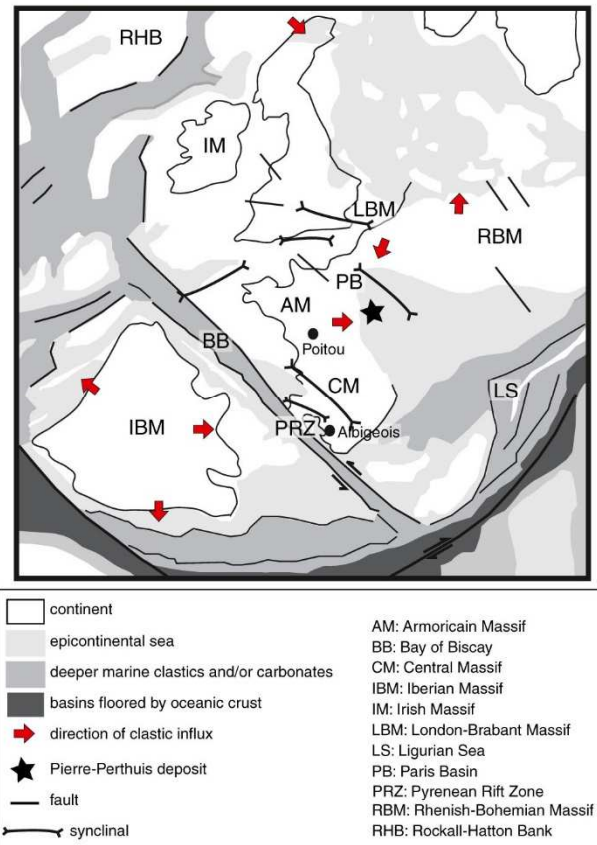 RHB
IM
LBM
RBM
PB
AM
Poitou
BB
CM
LS
IBM
PRZ
Albigeois
continent
epicontinental sea
deeper marine clastics and/or carbonates
basins floored by oceanic crust
direction of clastic influx
Pierre-Perthuis deposit
fault
synclinal
AM: Armoricain Massif
BB: Bay of Biscay
CM: Central Massif
IBM: Iberian Massif
IM: Irish Massif
LBM: London-Brabant Massif
LS: Ligurian Sea
PB: Paris Basin
PRZ: Pyrenean Rift Zone
RBM: Rhenish-Bohemian Massif
RHB: Rockall-Hatton Bank